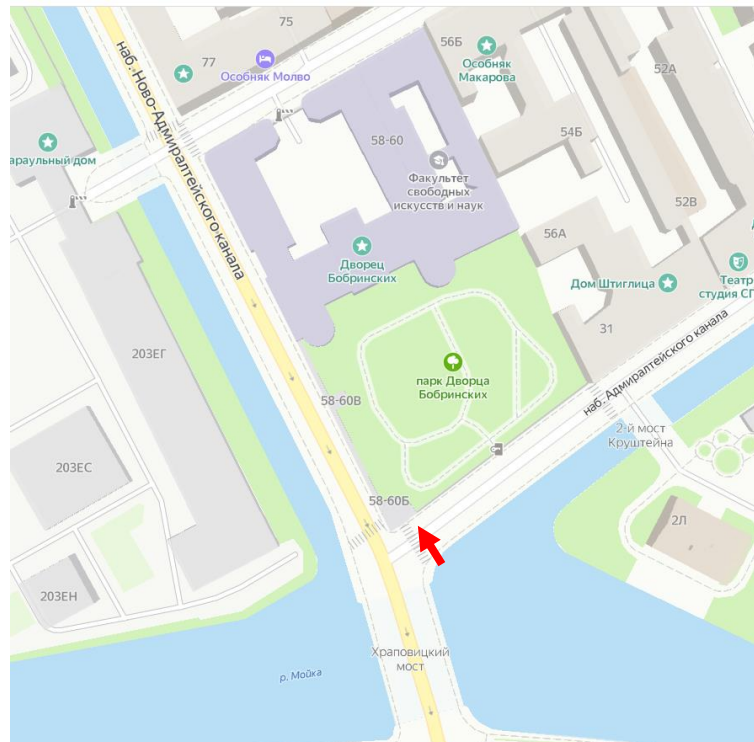 75
56Б
77
Особняк Молво
Особняк
Макарова
52А
наб. Ново-Адмиралтейского канала
58-60
54Б
араульный дом
Факультет
свободных
искусств и наук
52В
56А
Дворец
Бобринских
Дом Штиглица
Театр
студия СП
31
203ЕГ
наб. Адмиралтейского канала
парк Дворца
Бобринских
58-60В
2-й мост
Круштейна
203ЕС
58-60Б
2Л
203ЕН
Храповицкий
мост
р. Мойка